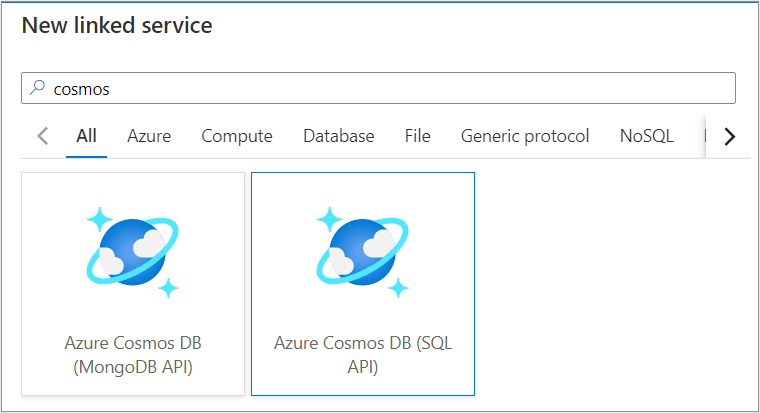 New linked service
cosmos
All Azure Compute Database File Generic protocol NoSQL
Azure Cosmos DB
(MongoDB API)
Azure Cosmos DB (SQL
API)